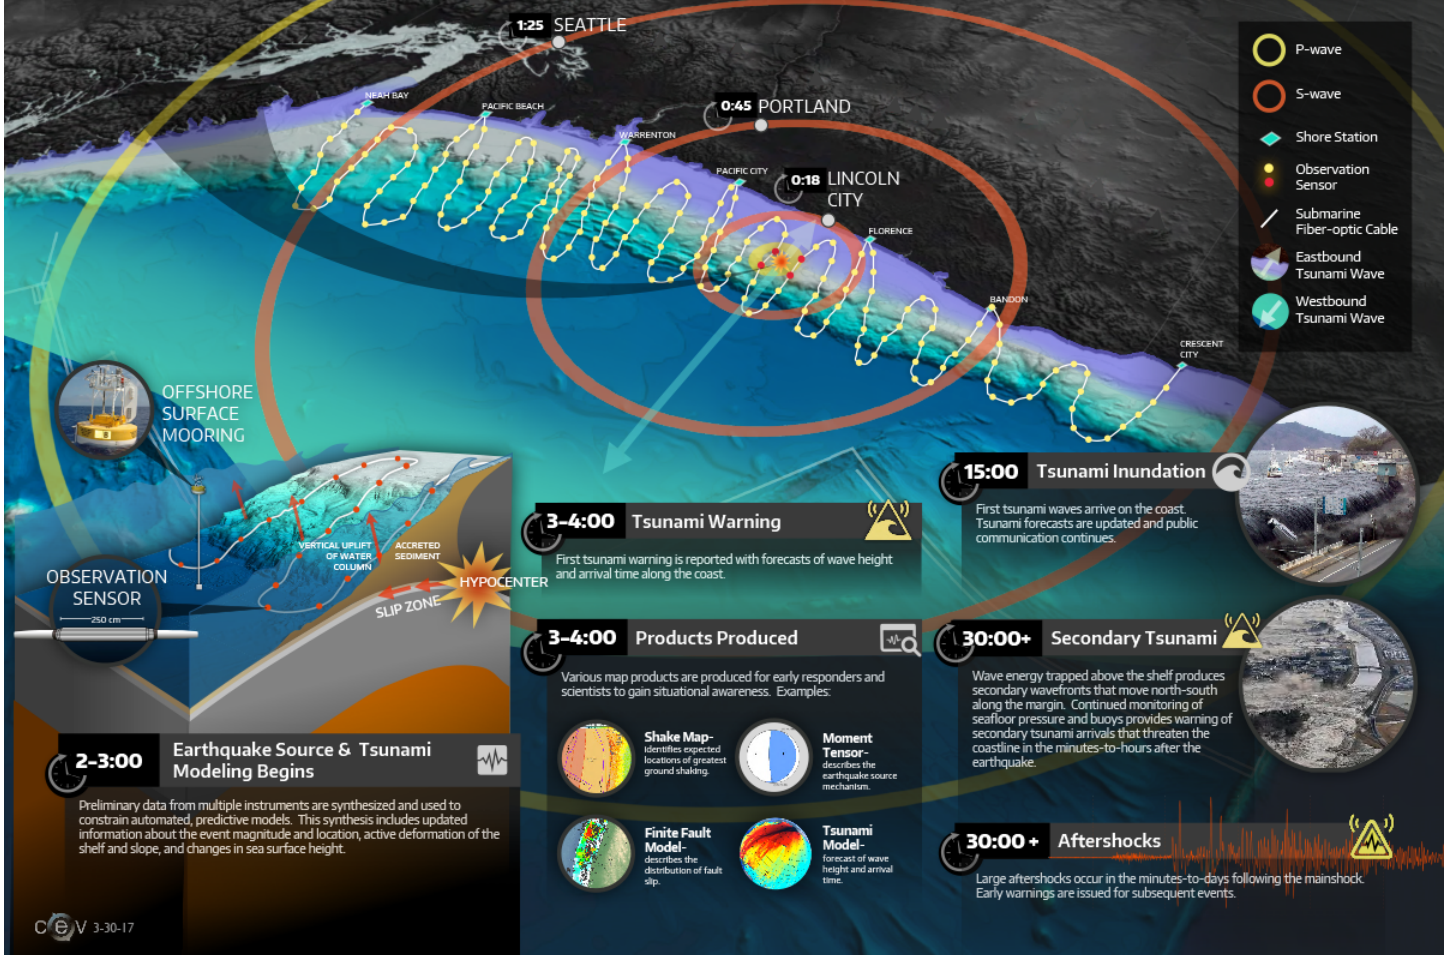 1:25 SEATTLE
NEAH BAY
PACIFIC BEACH
0:45 PORTLAND
WARRENTON
PACIFIC CITY
0:18 LINCOLN
CITY
FLORENCE
BANDON
CRESCENT
CITY
P-wave
S-wave
Shore Station
Observation
Sensor
Submarine
Fiber-optic Cable
Eastbound
Tsunami Wave
Westbound
Tsunami Wave
OFFSHORE
SURFACE
MOORING
VERTICAL UPLIFT
OF WATER
COLUMN
ACCRETED
SEDIMENT
HYPOCENTER
SLIP ZONE
OBSERVATION
SENSOR
250 cm
2-3:00 Earthquake Source & Tsunami
Modeling Begins
Preliminary data from multiple instruments are synthesized and used to
constrain automated, predictive models. This synthesis includes updated
information about the event magnitude and location, active deformation of the
shelf and slope, and changes in sea surface height.
cev 3-30-17
3-4:00 Tsunami Warning
First tsunami warning is reported with forecasts of wave height
and arrival time along the coast.
3-4:00 Products Produced
Various map products are produced for early responders and
scientists to gain situational awareness. Examples:
Shake Map-
identifies expected
locations of greatest
ground shaking.
Moment
Tensor-
describes the
earthquake source
mechanism.
Finite Fault
Model-
describes the
distribution of fault
slip.
Tsunami
Model-
forecast of wave
height and arrival
time.
15:00 Tsunami Inundation
First tsunami waves arrive on the coast.
Tsunami forecasts are updated and public
communication continues.
30:00+ Secondary Tsunami
Wave energy trapped above the shelf produces
secondary wavefronts that move north-south
along the margin. Continued monitoring of
seafloor pressure and buoys provides warning of
secondary tsunami arrivals that threaten the
coastline in the minutes-to-hours after the
earthquake.
30:00 + Aftershocks
Large aftershocks occur in the minutes-to-days following the mainshock.
Early warnings are issued for subsequent events.